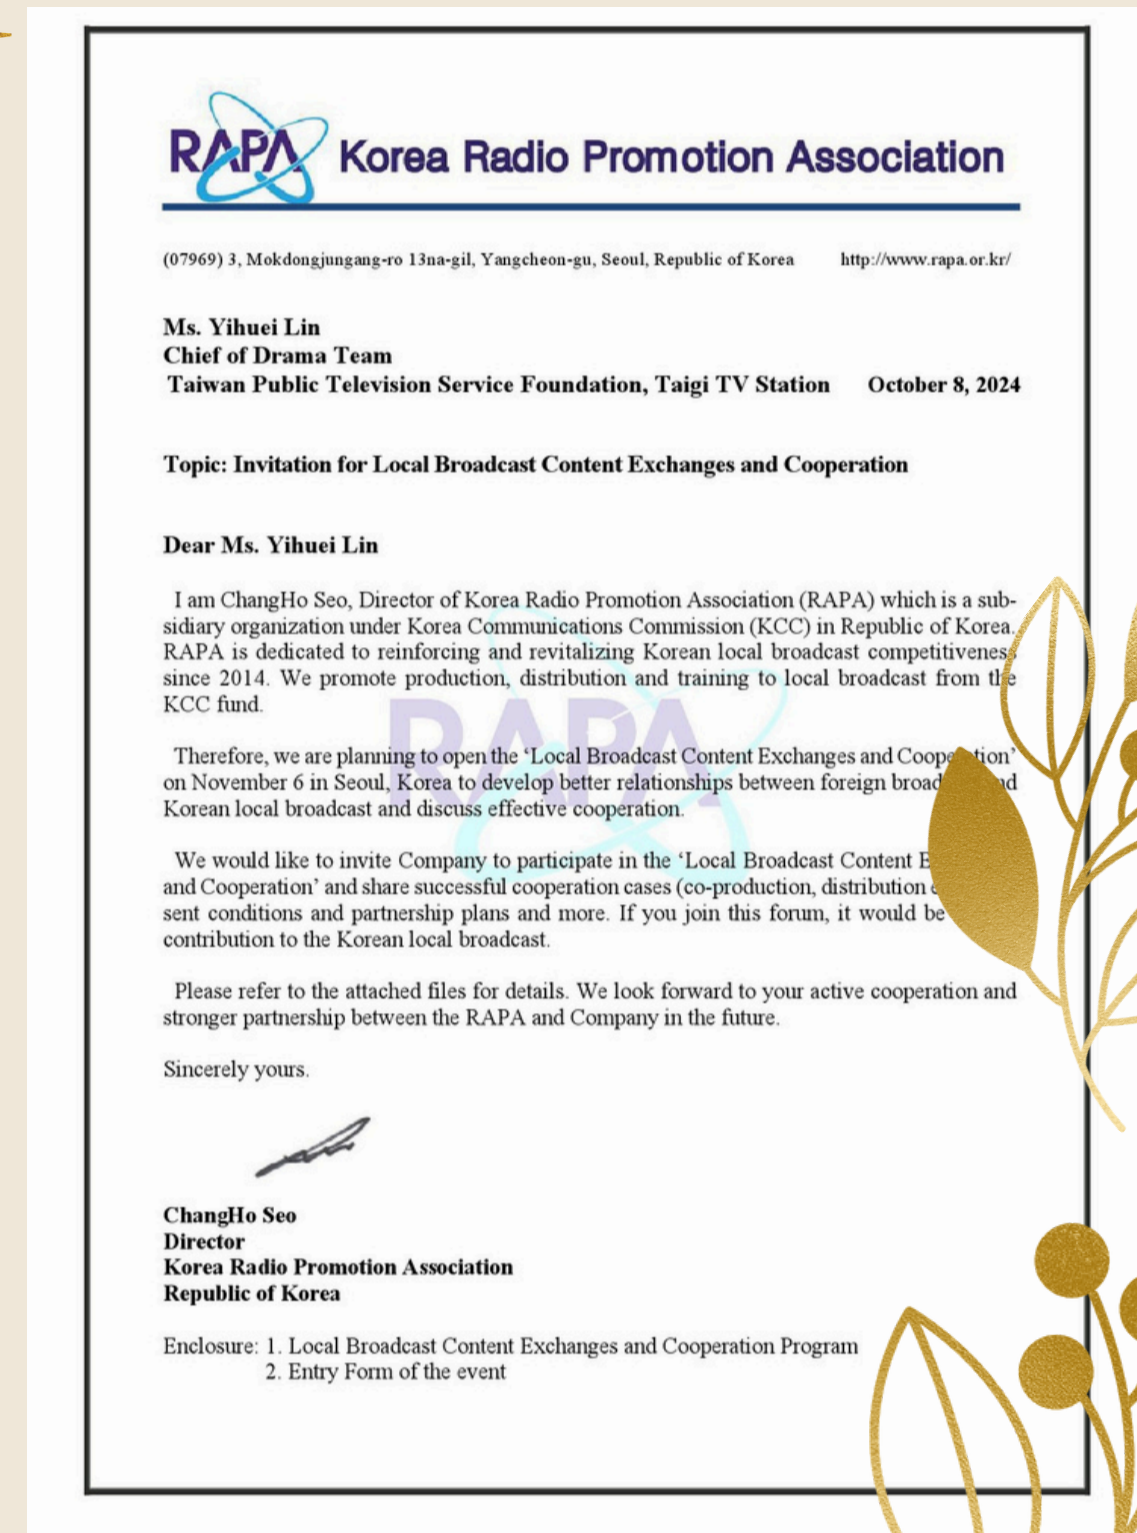 RAPA Korea Radio Promotion Association
(07969) 3, Mokdongjungang-ro 13na-gil, Yangcheon-gu, Seoul, Republic of Korea http://www.rapa.or.kr/
Ms. Yihuei Lin
Chief of Drama Team
Taiwan Public Television Service Foundation, Taigi TV Station October 8, 2024
Topic: Invitation for Local Broadcast Content Exchanges and Cooperation
Dear Ms. Yihuei Lin
I am ChangHo Seo, Director of Korea Radio Promotion Association (RAPA) which is a sub-
sidiary organization under Korea Communications Commission (KCC) in Republic of Korea.
RAPA is dedicated to reinforcing and revitalizing Korean local broadcast competitiveness
since 2014. We promote production, distribution and training to local broadcast from the
KCC fund.
Therefore, we are planning to open the ‘Local Broadcast Content Exchanges and Cooperation’
on November 6 in Seoul, Korea to develop better relationships between foreign
Korean local broadcast and discuss effective cooperation.
We would like to invite Company to participate in the ‘Local Broadcast Content
and Cooperation’ and share successful cooperation cases (co-production, distribution
sent conditions and partnership plans and more. If you join this forum, it would be
contribution to the Korean local broadcast.
Please refer to the attached files for details. We look forward to your active cooperation and
stronger partnership between the RAPA and Company in the future.
Sincerely yours.
ChangHo Seo
Director
Korea Radio Promotion Association
Republic of Korea
Enclosure: 1. Local Broadcast Content Exchanges and Cooperation Program
2. Entry Form of the event
RAPA